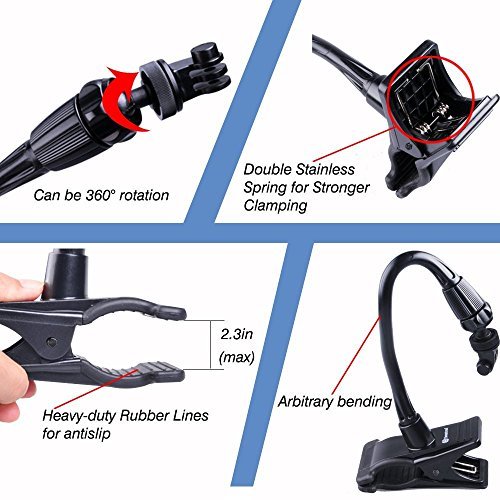 Can be 360° rotation
Double Stainless
Spring for Stronger
Clamping
2.3in
(max)
Heavy-duty Rubber Lines
for antislip
Arbitrary bending